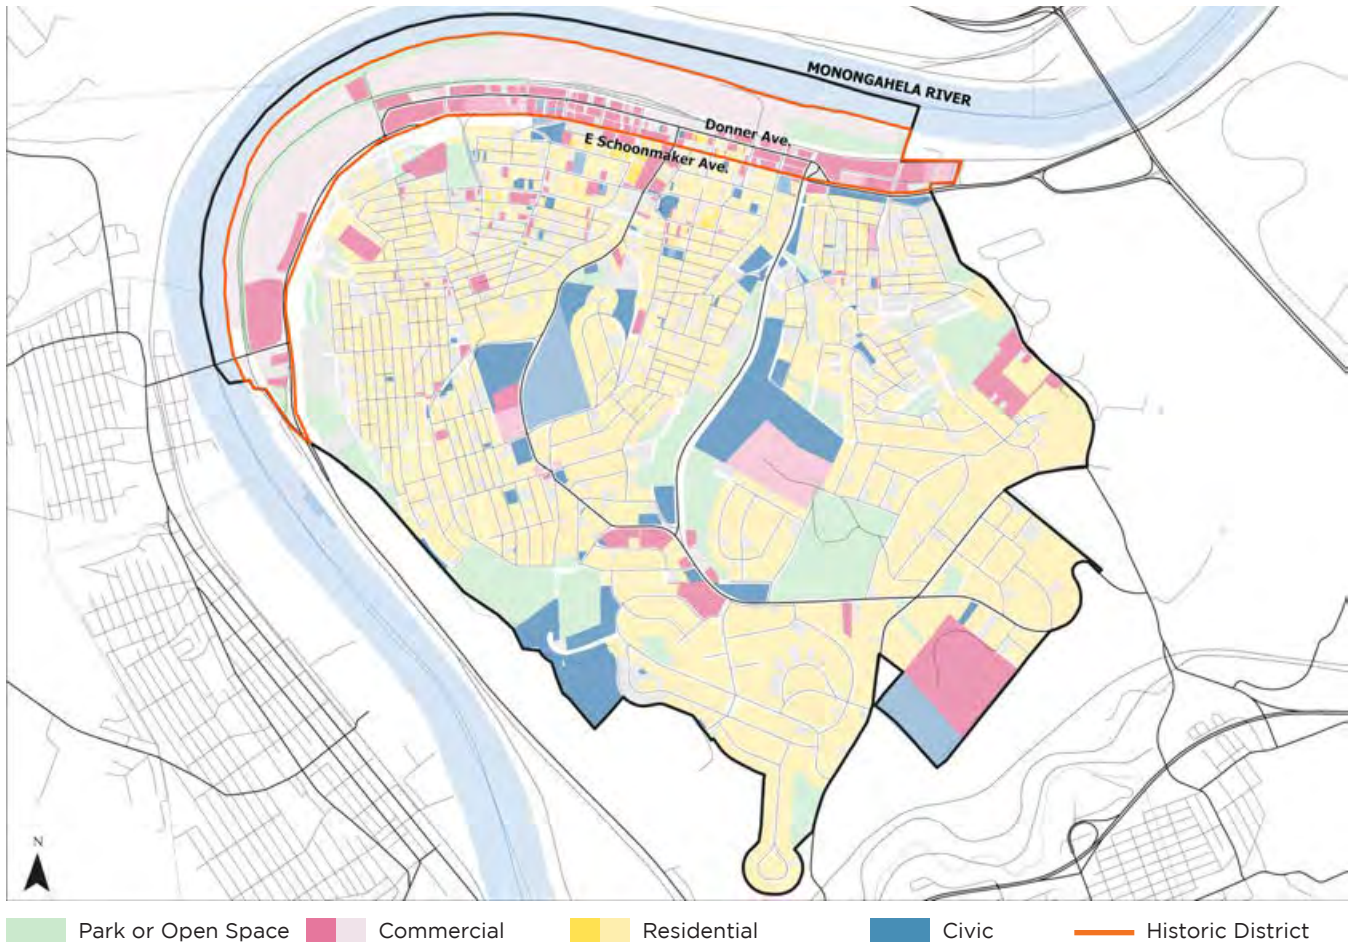 MONONGAHELA RIVER
Donner Ave.
E Schoonmaker Ave.
N
Park or Open Space
Commercial
Residential
Civic
Historic District